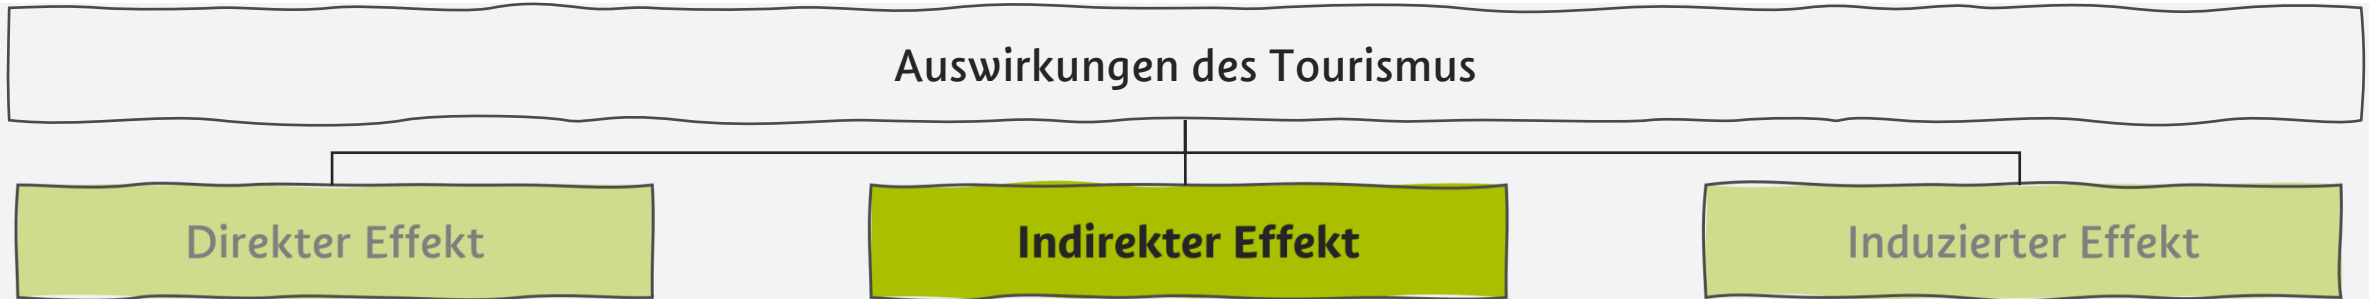 Auswirkungen des Tourismus
Direkter Effekt
Indirekter Effekt
Induzierter Effekt